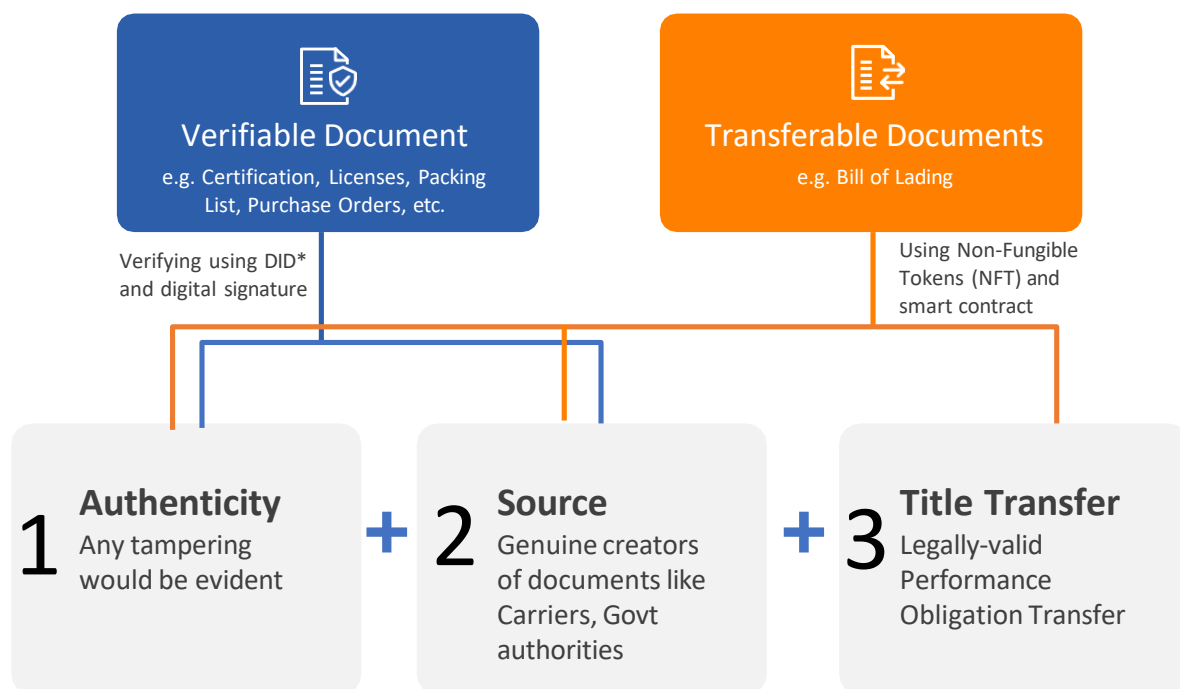 Verifiable Document
e.g. Certification, Licenses, Packing
List, Purchase Orders, etc.
Transferable Documents
e.g. Bill of Lading
Verifying using DID*
and digital signature
Using Non-Fungible
Tokens (NFT) and
smart contract
1
Authenticity
Any tampering
would be evident
+
2
Source
Genuine creators
of documents like
Carriers, Govt
authorities
+
3
Title Transfer
Legally-valid
Performance
Obligation Transfer